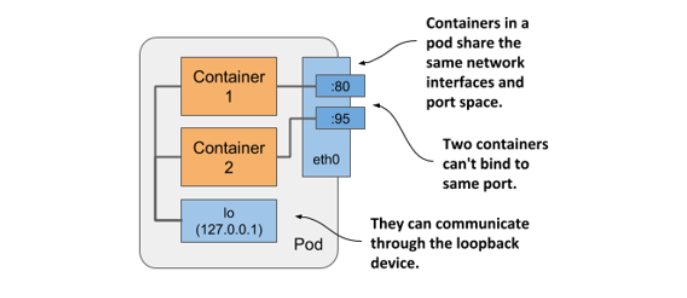 Containers in a
pod share the
same network
interfaces and
port space.
Container
1
:80
:95
Two containers
can't bind to
same port.
Container
2
eth0
lo
(127.0.0.1)
Pod
They can communicate
through the loopback
device.